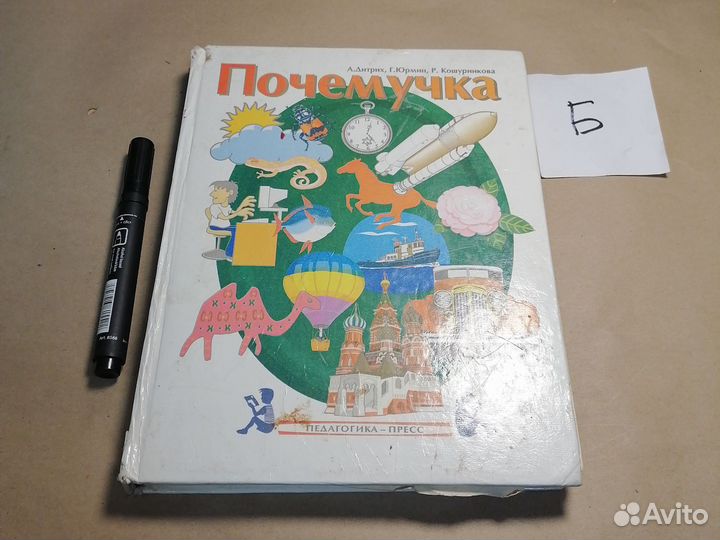 А.Дитрих, Г.Юрмин, Р. Кошурникова
Почемучка
ПЕДАГОГИКА – ПРЕСС
Б
Avito